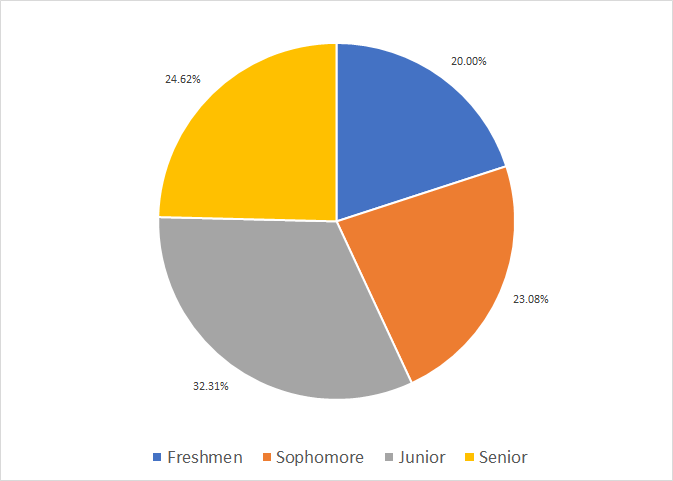 20.00%
24.62%
23.08%
32.31%
Freshmen Sophomore Junior Senior